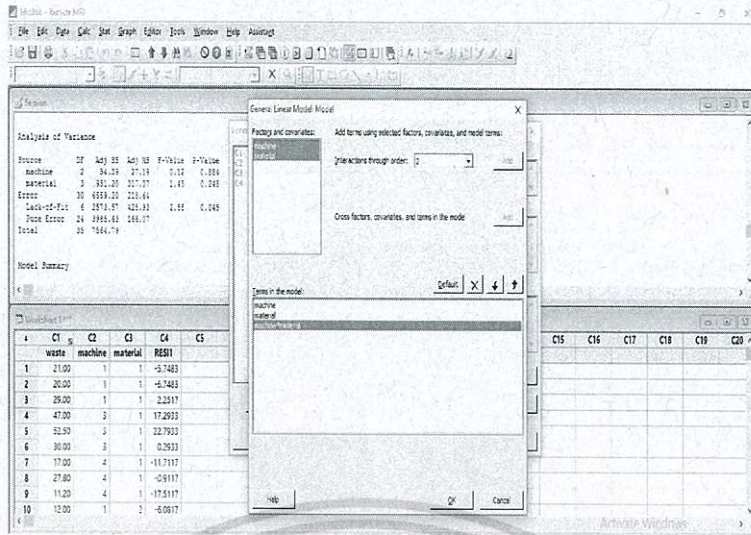 File Edit Data Calc Stat Graph Editor Tools Window Help Assistant
Session
Analysis of Variance
Source DF Adj SS Adj MS F-Value P-Value
machine 2 54.39 27.19 0.12 0.884
material 3 951.20 317.07 1.45 0.248
Error 30 6559.20 218.64
Lack-of-Fit 6 2573.57 428.93 2.58 0.045
Pure Error 24 3985.63 166.07
Total 35 7564.79
Model Summary
General Linear Model: Model
Factors and covariates:
machine
material
Add terms using selected factors, covariates, and model terms:
Interactions through order: 2
Add
Cross factors, covariates, and terms in the model
Add
Terms in the model:
Default
machine
material
machine*material
Help
OK
Cancel
C1 C2 C3 C4 C5 C15 C16 C17 C18 C19 C20
waste machine material RESI1
1 21.00 1 1 -5.7483
2 20.00 1 1 -6.7483
3 29.00 1 1 2.2517
4 47.00 3 1 17.2933
5 52.50 3 1 22.7933
6 30.00 3 1 0.2933
7 17.00 4 1 -11.7117
8 27.80 4 1 -0.9117
9 11.20 4 1 -17.5117
10 12.00 1 2 -6.0817
Activate Windows